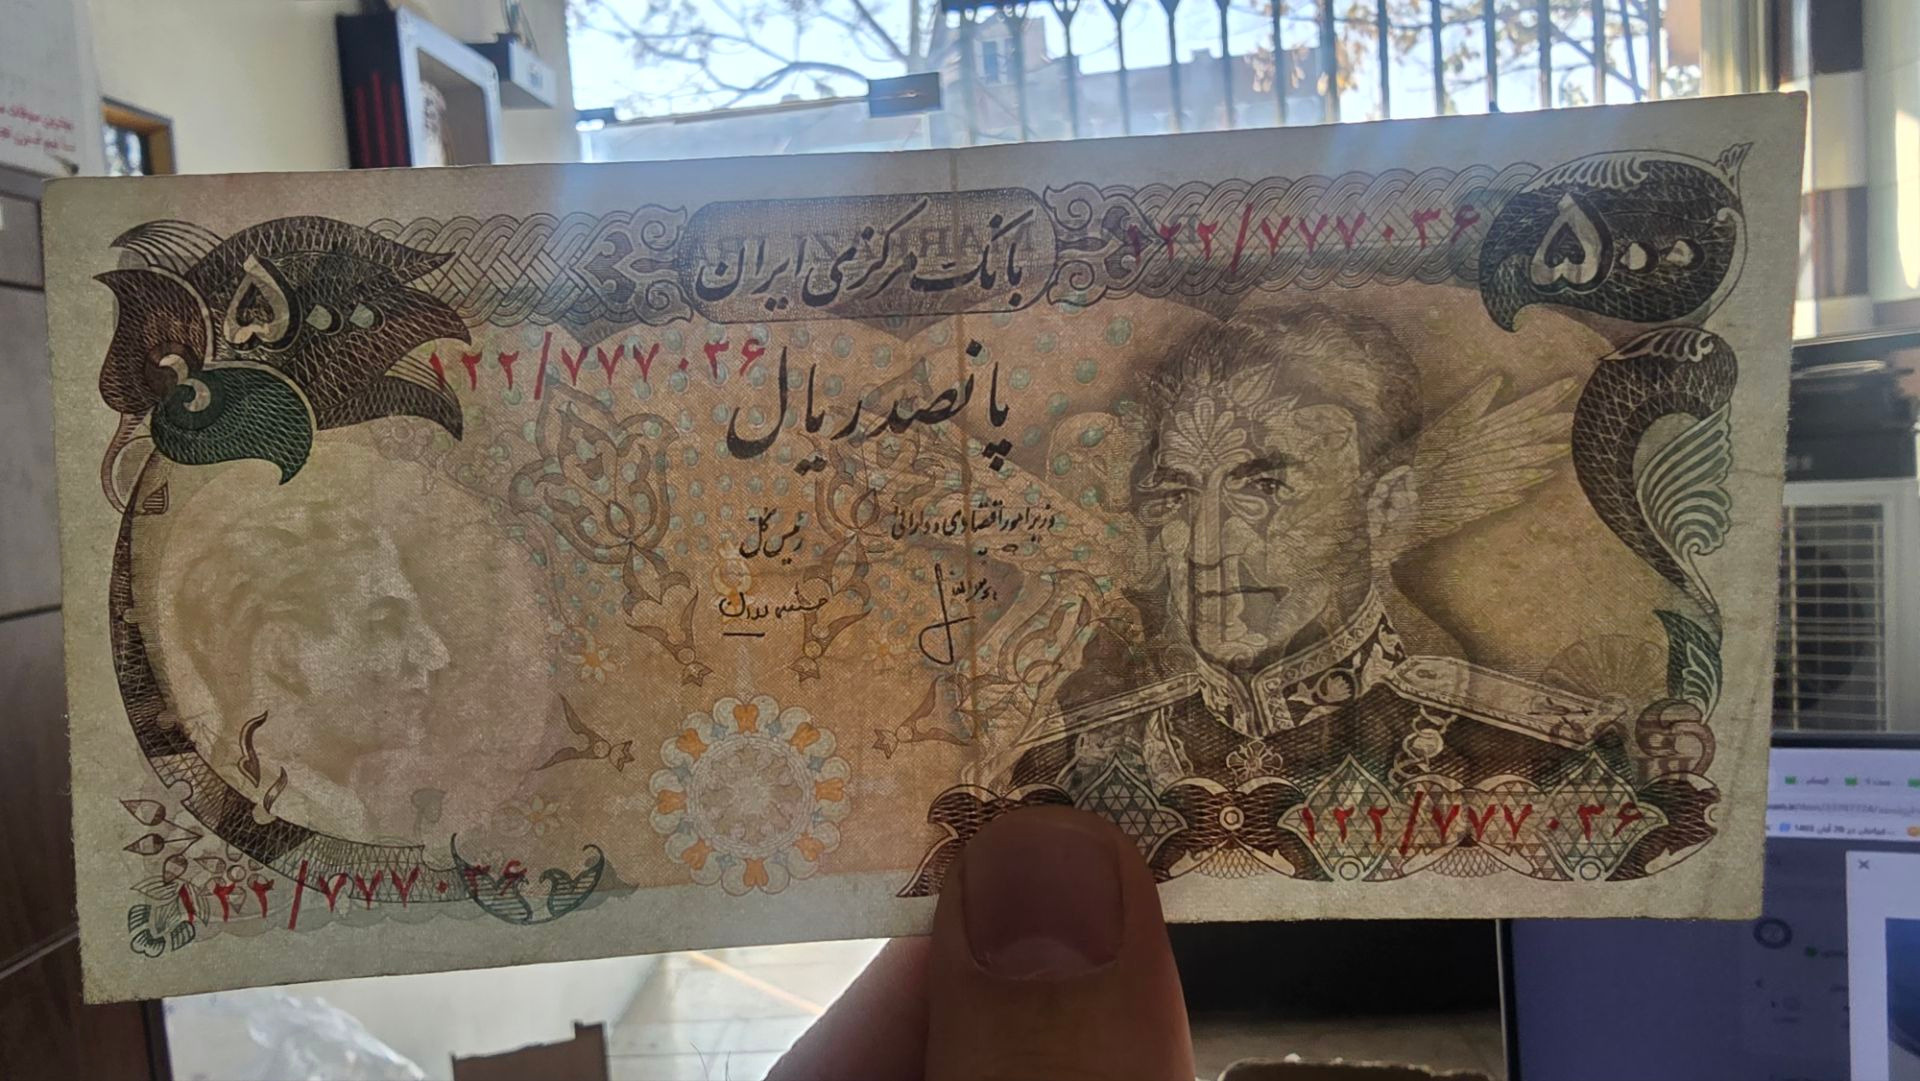 بانک مرکزی ایران
۱۲۲/۷۷۷۰۳۶
۵۰۰
۵۰۰
۱۲۲/۷۷۷۰۳۶
پانصد ریال
وزیر امور اقتصادی و دارائی
رئیس کل
۱۲۲/۷۷۷۰۳۶
۱۲۲/۷۷۷۰۳۶